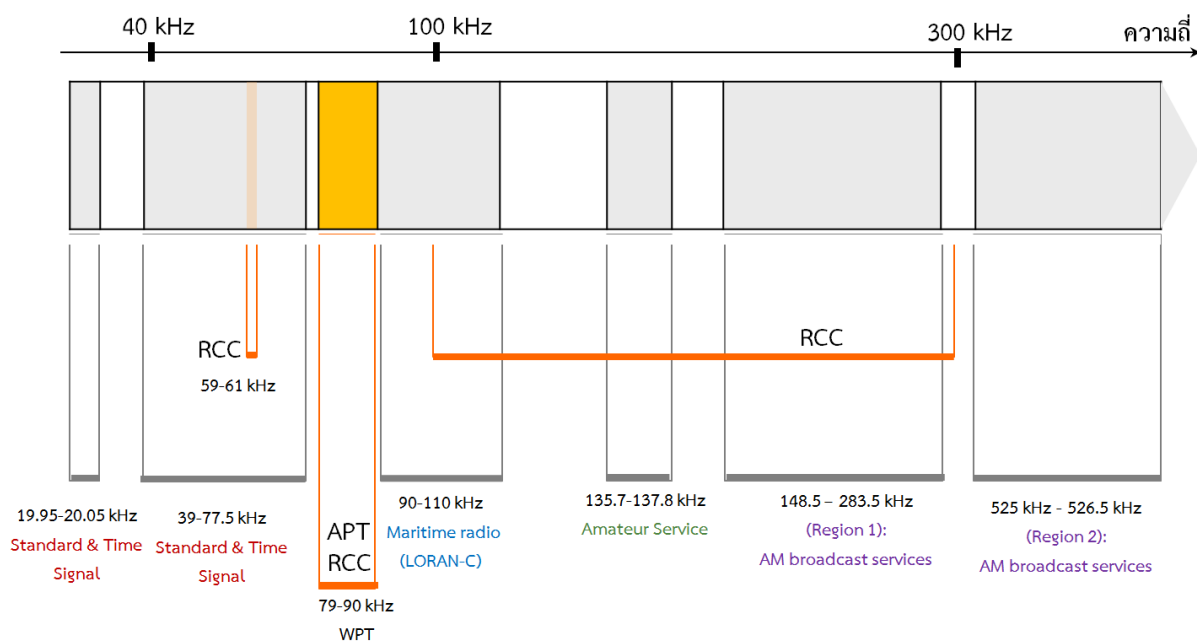 40 kHz
100 kHz
300 kHz
ความถี่
RCC
59-61 kHz
RCC
19.95-20.05 kHz
Standard & Time
Signal
39-77.5 kHz
Standard & Time
Signal
APT
RCC
79-90 kHz
WPT
90-110 kHz
Maritime radio
(LORAN-C)
135.7-137.8 kHz
Amateur Service
148.5 – 283.5 kHz
(Region 1):
AM broadcast services
525 kHz - 526.5 kHz
(Region 2):
AM broadcast services